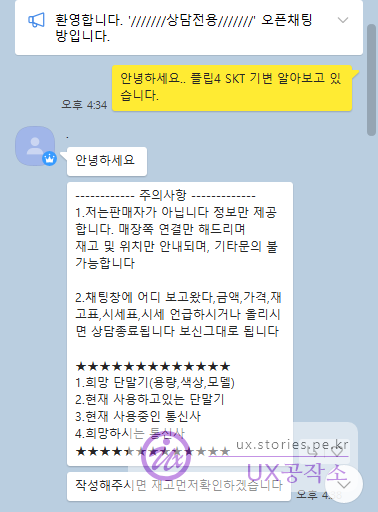 환영합니다. '///////상담전용///////' 오픈채팅
방입니다.
안녕하세요.. 플립4 SKT 기변 알아보고 있
습니다.
오후 4:34
.
안녕하세요
------------ 주의사항 -------------
1.저는판매자가 아닙니다 정보만 제공
합니다. 매장쪽 연결만 해드리며
재고 및 위치만 안내되며, 기타문의 불
가능합니다
2.채팅창에 어디 보고왔다,금액,가격,재
고표,시세표,시세 언급하시거나 올리시
면 상담종료됩니다 보신그대로 됩니다
★★★★★★★★★★★★★
1.희망 단말기(용량,색상,모델)
2.현재 사용하고있는 단말기
3.현재 사용중인 통신사
4.희망하시는 통신사
★★★★★★★★★★★★★
ux.stories.pe.kr
UX공작소
작성해주시면 재고먼저확인하겠습니다
오후